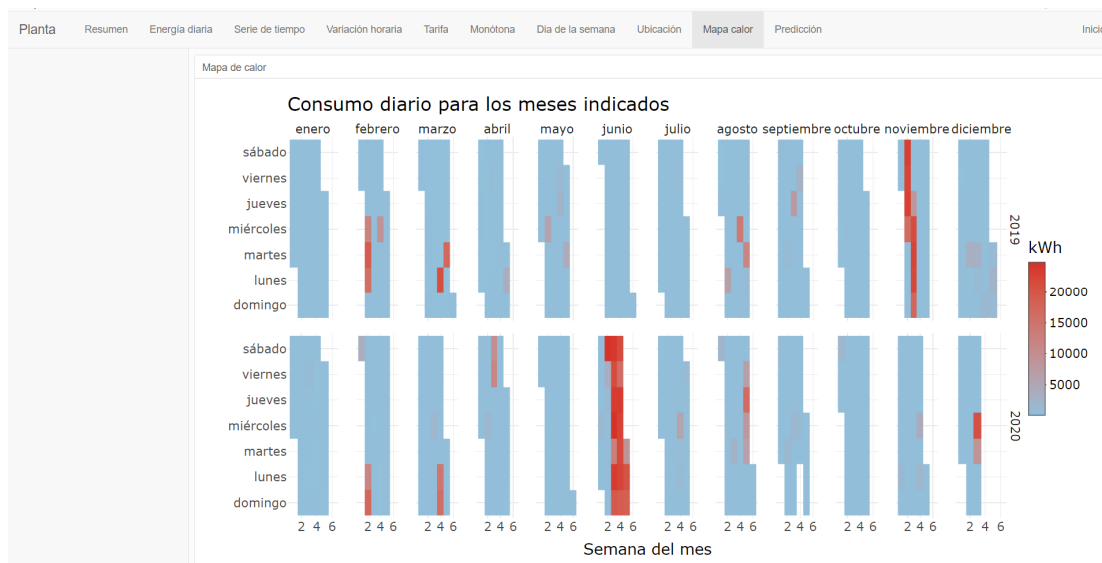 Planta Resumen Energía diaria Serie de tiempo Variación horaria Tarifa Monótona Dia de la semana Ubicación Mapa calor Predicción Inicio
Mapa de calor
Consumo diario para los meses indicados
enero febrero marzo abril mayo junio julio agosto septiembre octubre noviembre diciembre
sábado
viernes
jueves
miércoles
martes
lunes
domingo
2019
sábado
viernes
jueves
miércoles
martes
lunes
domingo
2020
2 4 6 2 4 6 2 4 6 2 4 6 2 4 6 2 4 6 2 4 6 2 4 6 2 4 6 2 4 6 2 4 6 2 4 6
Semana del mes
kWh
20000
15000
10000
5000